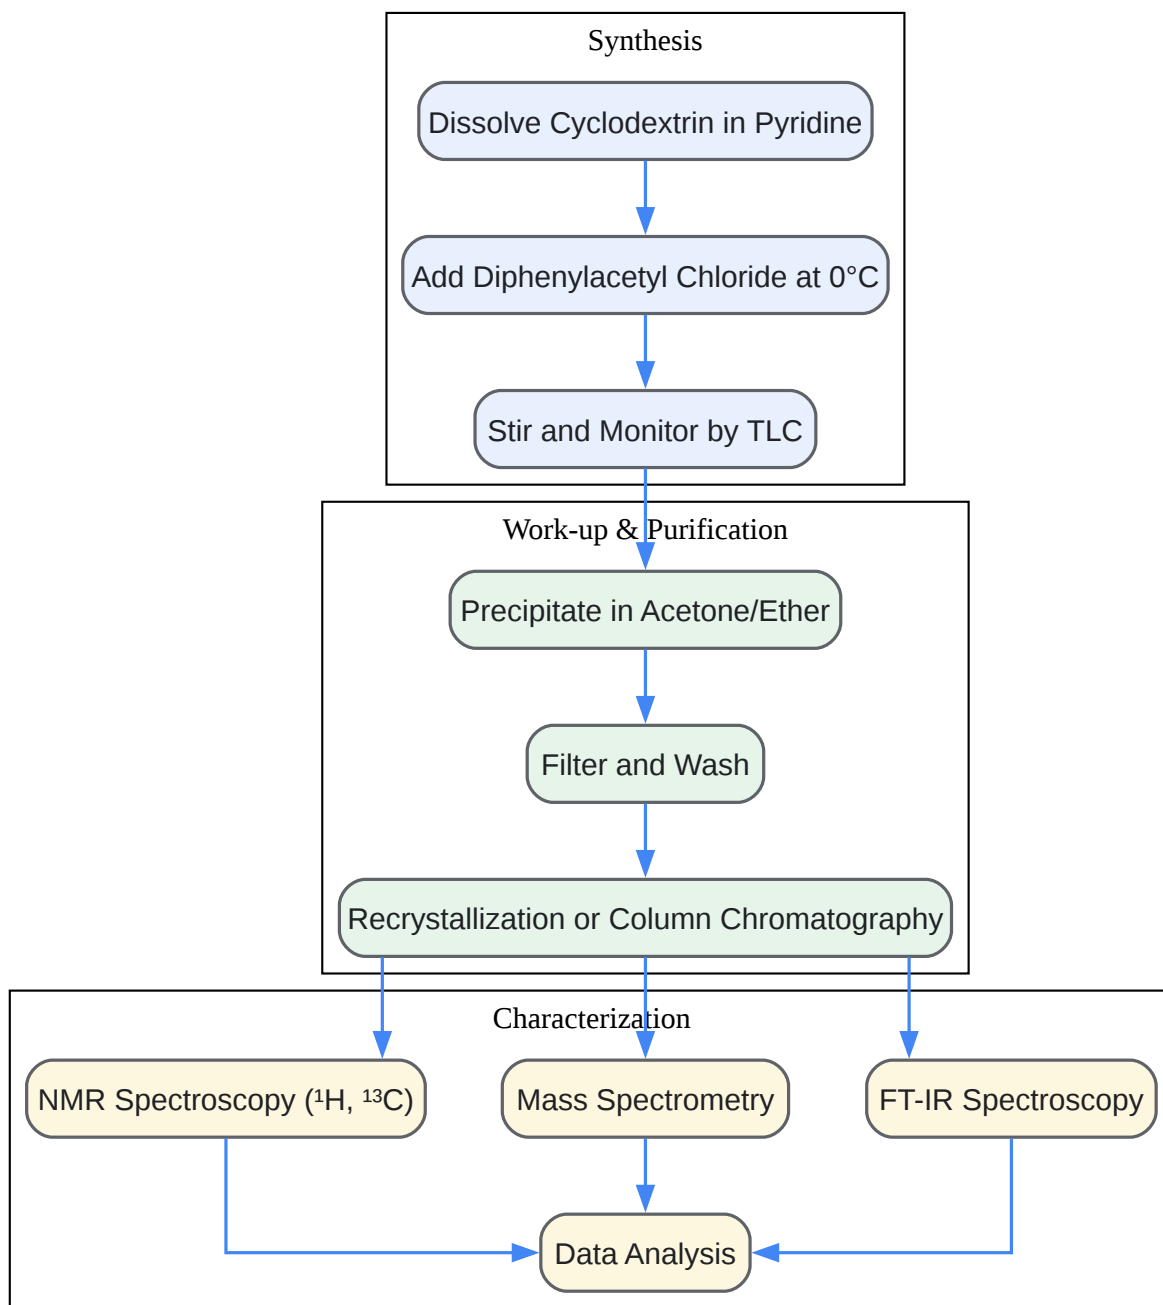 Synthesis
Dissolve Cyclodextrin in Pyridine
Add Diphenylacetyl Chloride at 0°C
Stir and Monitor by TLC
Work-up & Purification
Precipitate in Acetone/Ether
Filter and Wash
Recrystallization or Column Chromatography
Characterization
NMR Spectroscopy (¹H, ¹³C)
Mass Spectrometry
FT-IR Spectroscopy
Data Analysis